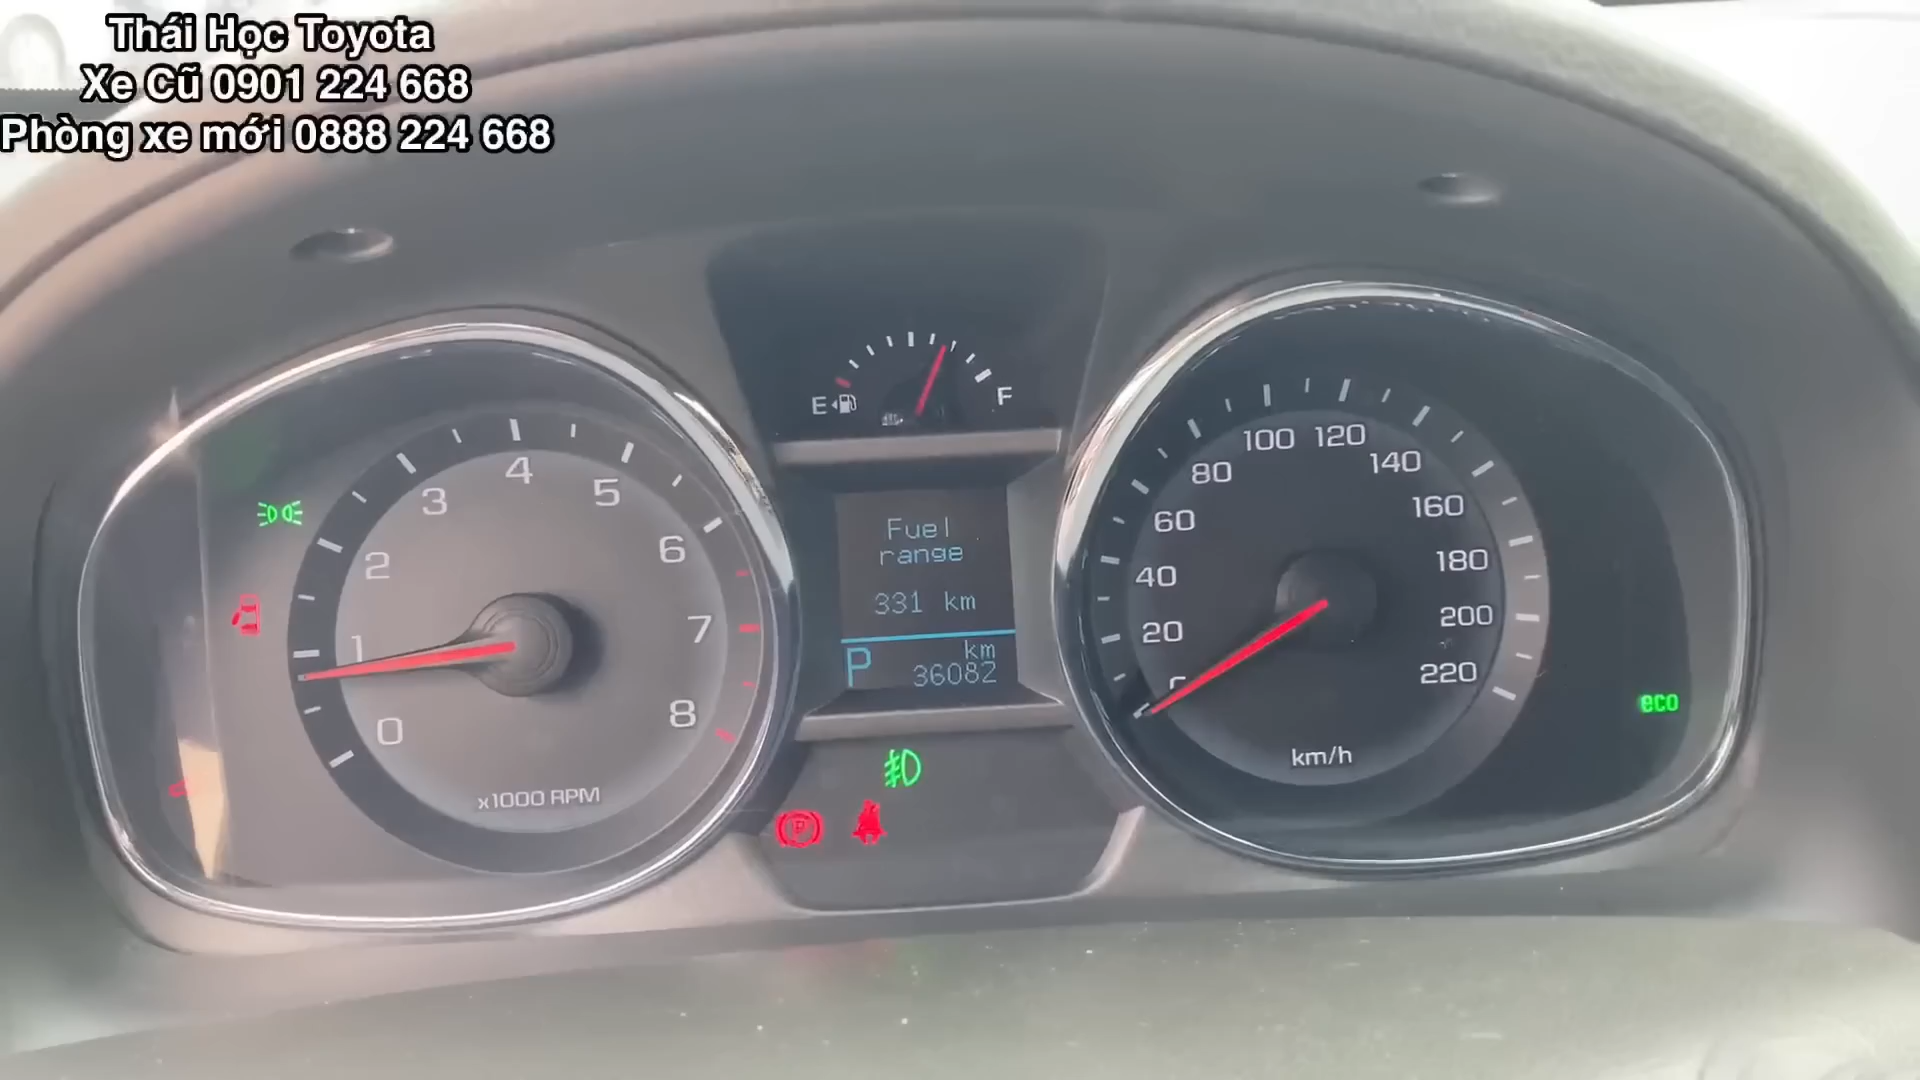 Thái Học Toyota
Xe Cũ 0901 224 668
Phòng xe mới 0888 224 668
E
F
0
1
2
3
4
5
6
7
8
x1000 RPM
Fuel
range
331 km
km
P 36082
20
40
60
80
100
120
140
160
180
200
220
km/h
eco
P